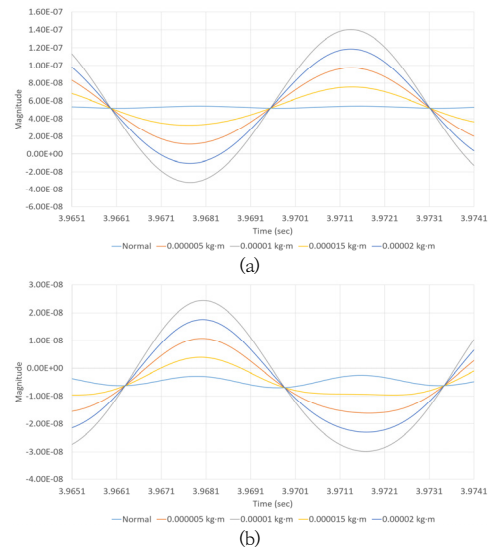 1.60E-07
1.40E-07
1.20E-07
1.00E-07
8.00E-08
6.00E-08
4.00E-08
2.00E-08
0.00E+00
-2.00E-08
-4.00E-08
-6.00E-08
Magnitude
3.9651 3.9661 3.9671 3.9681 3.9691 3.9701 3.9711 3.9721 3.9731 3.9741
Time (sec)
Normal 0.000005 kg·m 0.00001 kg·m 0.000015 kg·m 0.00002 kg·m
(a)
3.00E-08
2.00E-08
1.00E-08
0.00E+00
-1.00E-08
-2.00E-08
-3.00E-08
-4.00E-08
Magnitude
3.9651 3.9661 3.9671 3.9681 3.9691 3.9701 3.9711 3.9721 3.9731 3.9741
Time (sec)
Normal 0.000005 kg·m 0.00001 kg·m 0.000015 kg·m 0.00002 kg·m
(b)